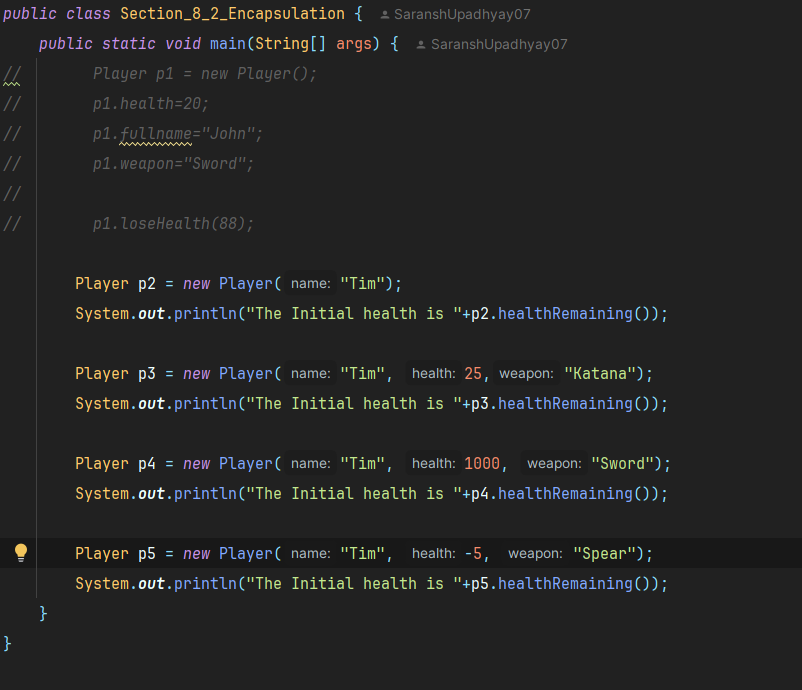 public class Section_8_2_Encapsulation { SaranshUpadhyay07
public static void main(String[] args) { SaranshUpadhyay07
// Player p1 = new Player();
// p1.health=20;
// p1.fullname="John";
// p1.weapon="Sword";
//
// p1.loseHealth(88);
Player p2 = new Player( name: "Tim");
System.out.println("The Initial health is "+p2.healthRemaining());
Player p3 = new Player( name: "Tim", health: 25, weapon: "Katana");
System.out.println("The Initial health is "+p3.healthRemaining());
Player p4 = new Player( name: "Tim", health: 1000, weapon: "Sword");
System.out.println("The Initial health is "+p4.healthRemaining());
Player p5 = new Player( name: "Tim", health: -5, weapon: "Spear");
System.out.println("The Initial health is "+p5.healthRemaining());
}
}